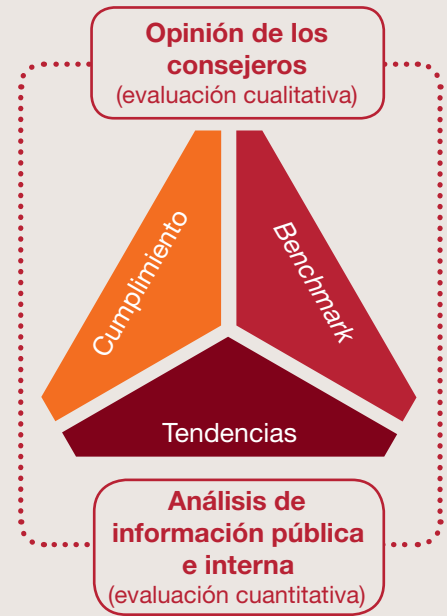 Opinión de los
consejeros
(evaluación cualitativa)
Cumplimiento
Benchmark
Tendencias
Análisis de
información pública
e interna
(evaluación cuantitativa)